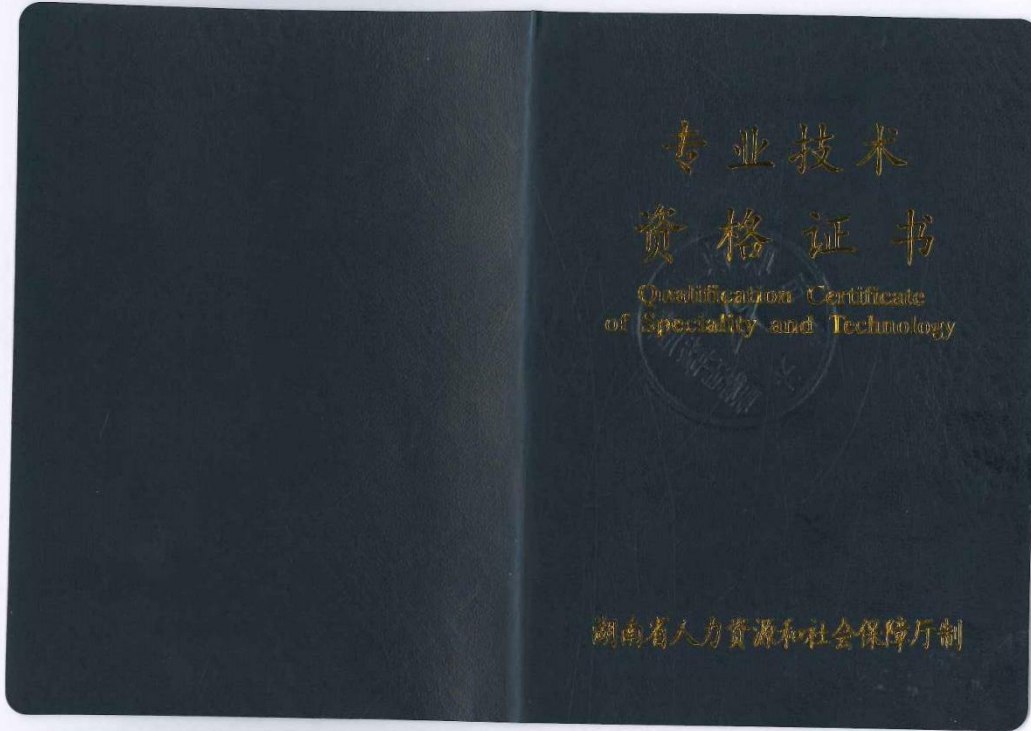 专业技术
资格证书
Qualification Certificate
of Speciality and Technology
湖南省人力资源和社会保障厅制